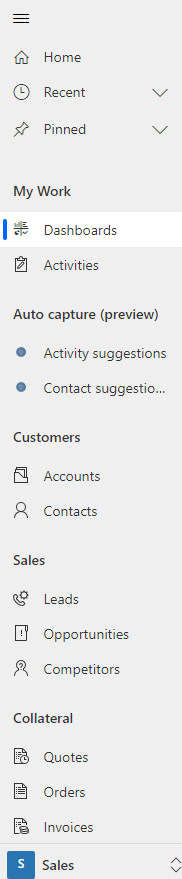 Home
Recent
Pinned
My Work
Dashboards
Activities
Auto capture (preview)
Activity suggestions
Contact suggestio...
Customers
Accounts
Contacts
Sales
Leads
Opportunities
Competitors
Collateral
Quotes
Orders
Invoices
S Sales